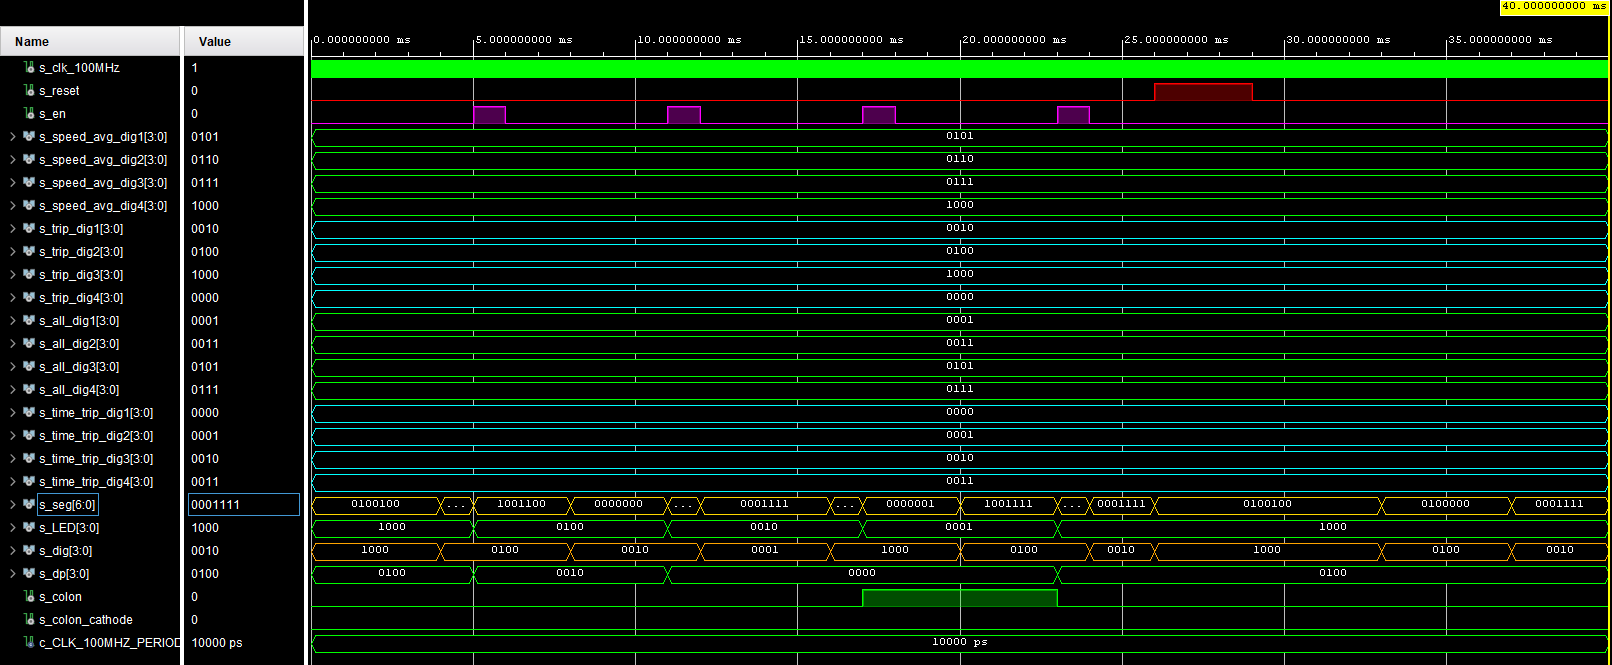 40.000000000 ms
Name Value 0.000000000 ms 5.000000000 ms 10.000000000 ms 15.000000000 ms 20.000000000 ms 25.000000000 ms 30.000000000 ms 35.000000000 ms
s_clk_100MHz 1
s_reset 0
s_en 0
s_speed_avg_dig1[3:0] 0101 0101
s_speed_avg_dig2[3:0] 0110 0110
s_speed_avg_dig3[3:0] 0111 0111
s_speed_avg_dig4[3:0] 1000 1000
s_trip_dig1[3:0] 0010 0010
s_trip_dig2[3:0] 0100 0100
s_trip_dig3[3:0] 1000 1000
s_trip_dig4[3:0] 0000 0000
s_all_dig1[3:0] 0001 0001
s_all_dig2[3:0] 0011 0011
s_all_dig3[3:0] 0101 0101
s_all_dig4[3:0] 0111 0111
s_time_trip_dig1[3:0] 0000 0000
s_time_trip_dig2[3:0] 0001 0001
s_time_trip_dig3[3:0] 0010 0010
s_time_trip_dig4[3:0] 0011 0011
s_seg[6:0] 0001111 0100100 ... 1001100 0000000 ... 0001111 ... 0000001 1001111 ... 0001111 0100100 0100000 0001111
s_LED[3:0] 1000 1000 0100 0010 0001 1000
s_dig[3:0] 0010 1000 0100 0010 0001 1000 0100 0010 1000 0100 0010
s_dp[3:0] 0100 0100 0010 0000 0100
s_colon 0
s_colon_cathode 0
c_CLK_100MHZ_PERIOD 10000 ps 10000 ps